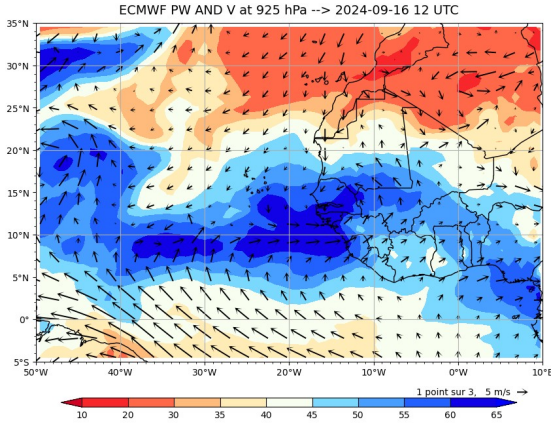 ECMWF PW AND V at 925 hPa --> 2024-09-16 12 UTC
35°N
30°N
25°N
20°N
15°N
10°N
5°N
0°
5°S
50°W 40°W 30°W 20°W 10°W 0° 10°E
1 point sur 3, 5 m/s
10 20 30 35 40 45 50 55 60 65